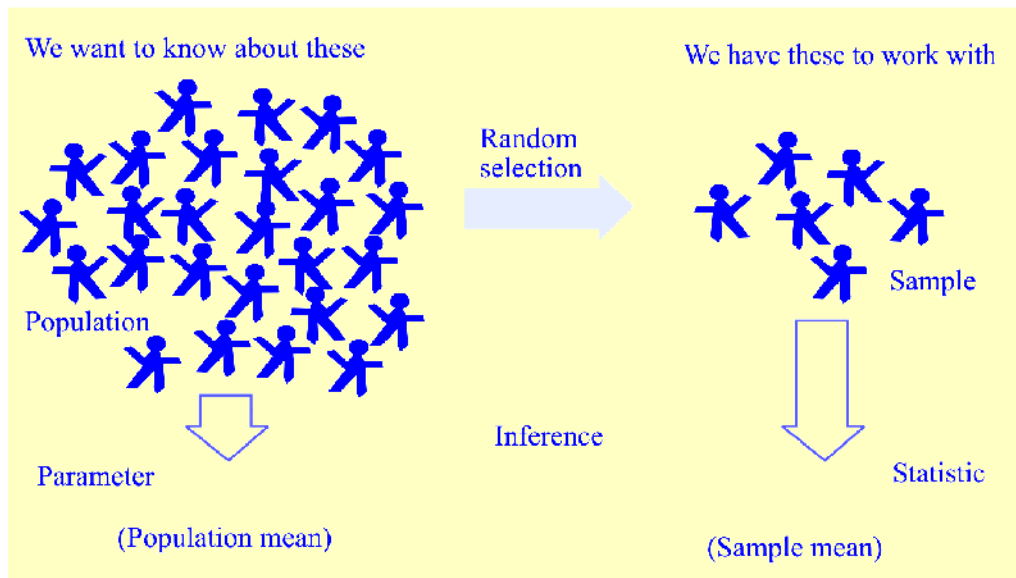 We want to know about these
We have these to work with
Random
selection
Population
Sample
Inference
Parameter
Statistic
(Population mean)
(Sample mean)